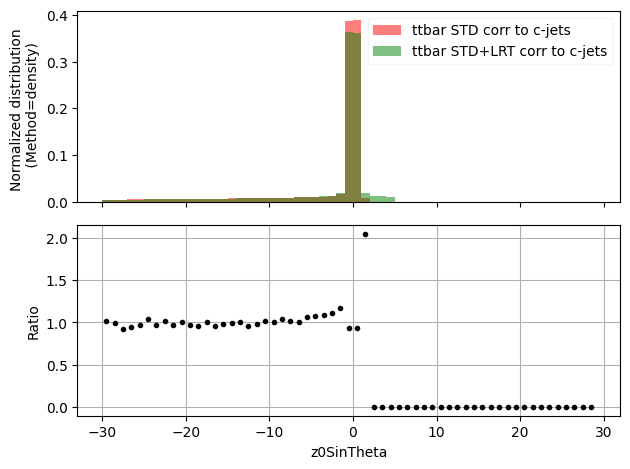 Normalized distribution
(Method=density)
0.4
0.3
0.2
0.1
0.0
ttbar STD corr to c-jets
ttbar STD+LRT corr to c-jets
Ratio
2.0
1.5
1.0
0.5
0.0
−30 −20 −10 0 10 20 30
z0SinTheta